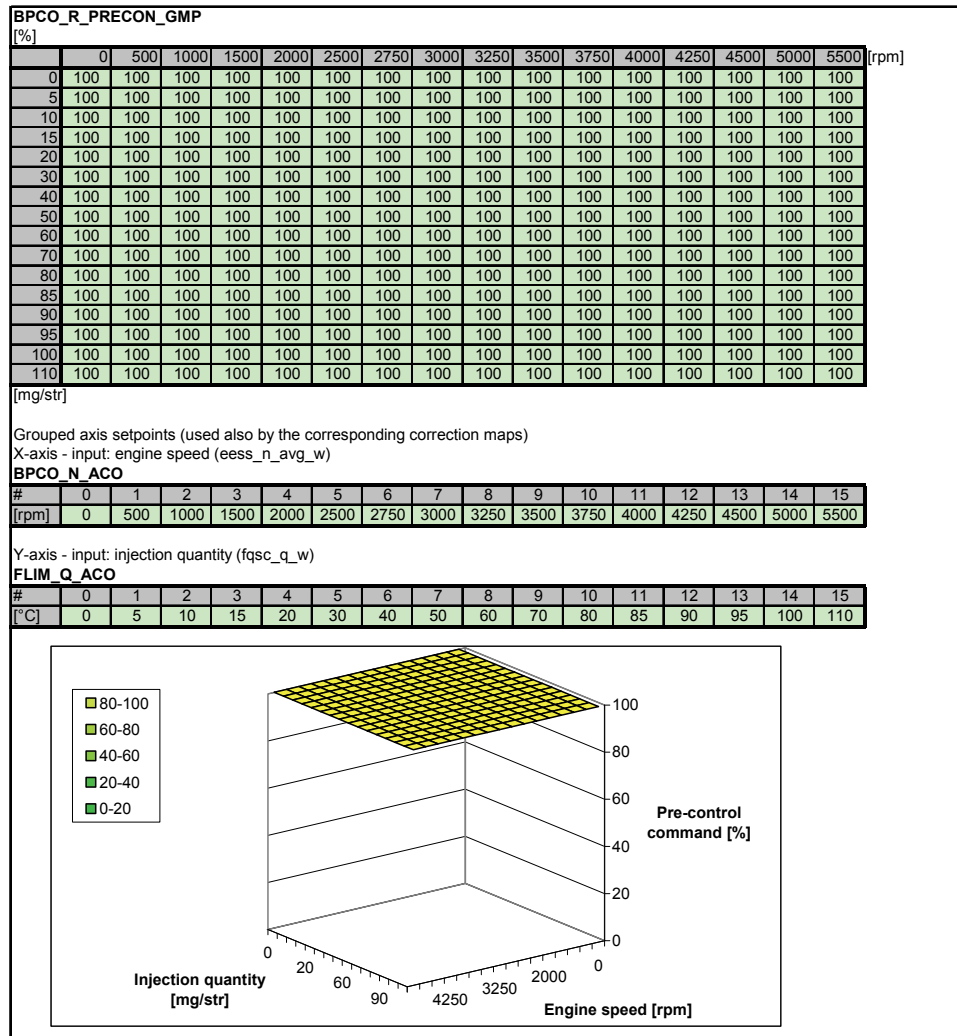 BPCO_R_PRECON_GMP
[%]
0 500 1000 1500 2000 2500 2750 3000 3250 3500 3750 4000 4250 4500 5000 5500 [rpm]
0 100 100 100 100 100 100 100 100 100 100 100 100 100 100 100 100
5 100 100 100 100 100 100 100 100 100 100 100 100 100 100 100 100
10 100 100 100 100 100 100 100 100 100 100 100 100 100 100 100 100
15 100 100 100 100 100 100 100 100 100 100 100 100 100 100 100 100
20 100 100 100 100 100 100 100 100 100 100 100 100 100 100 100 100
30 100 100 100 100 100 100 100 100 100 100 100 100 100 100 100 100
40 100 100 100 100 100 100 100 100 100 100 100 100 100 100 100 100
50 100 100 100 100 100 100 100 100 100 100 100 100 100 100 100 100
60 100 100 100 100 100 100 100 100 100 100 100 100 100 100 100 100
70 100 100 100 100 100 100 100 100 100 100 100 100 100 100 100 100
80 100 100 100 100 100 100 100 100 100 100 100 100 100 100 100 100
85 100 100 100 100 100 100 100 100 100 100 100 100 100 100 100 100
90 100 100 100 100 100 100 100 100 100 100 100 100 100 100 100 100
95 100 100 100 100 100 100 100 100 100 100 100 100 100 100 100 100
100 100 100 100 100 100 100 100 100 100 100 100 100 100 100 100 100
110 100 100 100 100 100 100 100 100 100 100 100 100 100 100 100 100
[mg/str]
Grouped axis setpoints (used also by the corresponding correction maps)
X-axis - input: engine speed (eess_n_avg_w)
BPCO_N_ACO
# 0 1 2 3 4 5 6 7 8 9 10 11 12 13 14 15
[rpm] 0 500 1000 1500 2000 2500 2750 3000 3250 3500 3750 4000 4250 4500 5000 5500
Y-axis - input: injection quantity (fqsc_q_w)
FLIM_Q_ACO
# 0 1 2 3 4 5 6 7 8 9 10 11 12 13 14 15
[°C] 0 5 10 15 20 30 40 50 60 70 80 85 90 95 100 110
80-100
60-80
40-60
20-40
0-20
100
80
60
40
20
0
Pre-control
command [%]
0
20
60
90
Injection quantity
[mg/str]
4250
3250
2000
0
Engine speed [rpm]